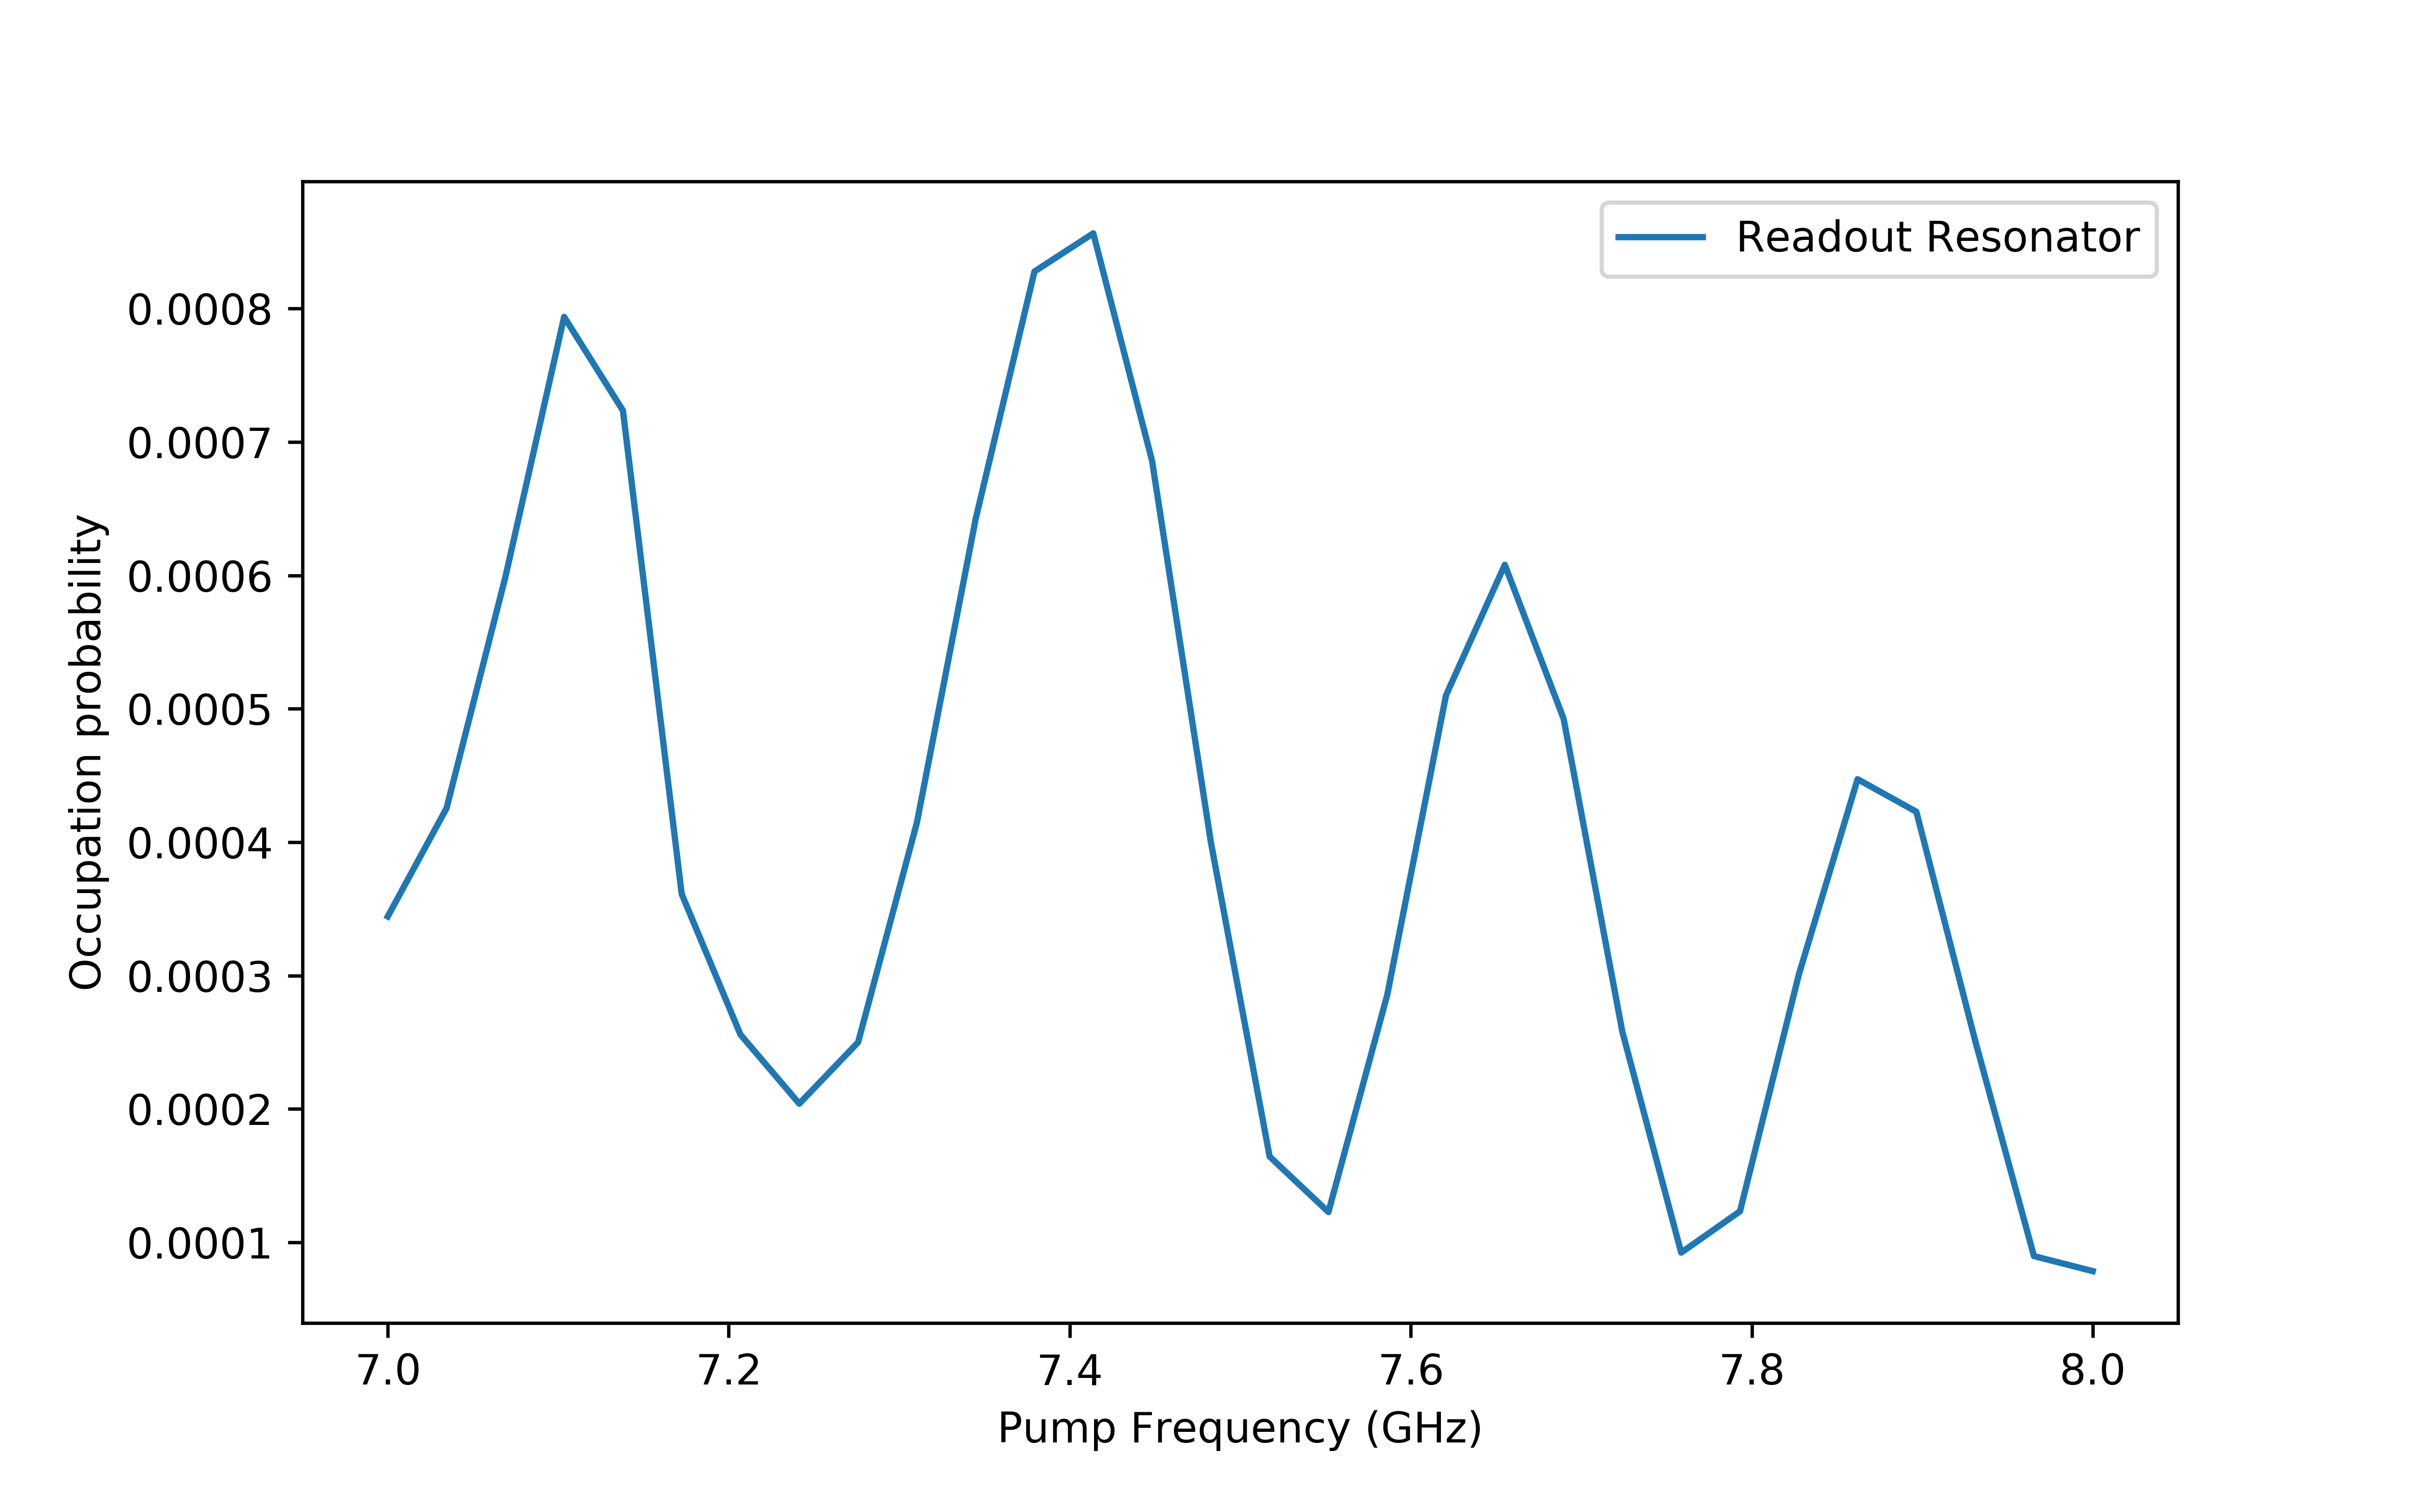 Readout Resonator
0.0008
0.0007
0.0006
0.0005
0.0004
0.0003
0.0002
0.0001
Occupation probability
7.0 7.2 7.4 7.6 7.8 8.0
Pump Frequency (GHz)